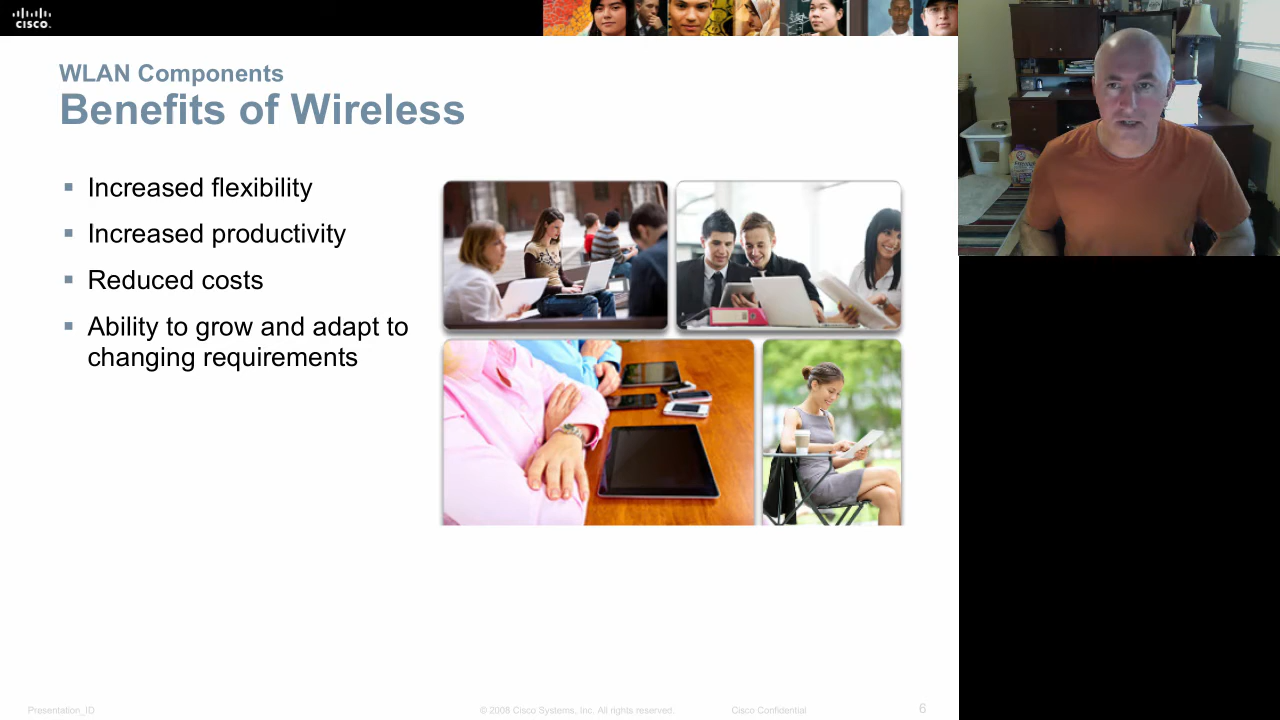 CISCO.
WLAN Components
Benefits of Wireless
Increased flexibility
Increased productivity
Reduced costs
Ability to grow and adapt to
changing requirements
Presentation_ID
© 2008 Cisco Systems, Inc. All rights reserved.
Cisco Confidential
6